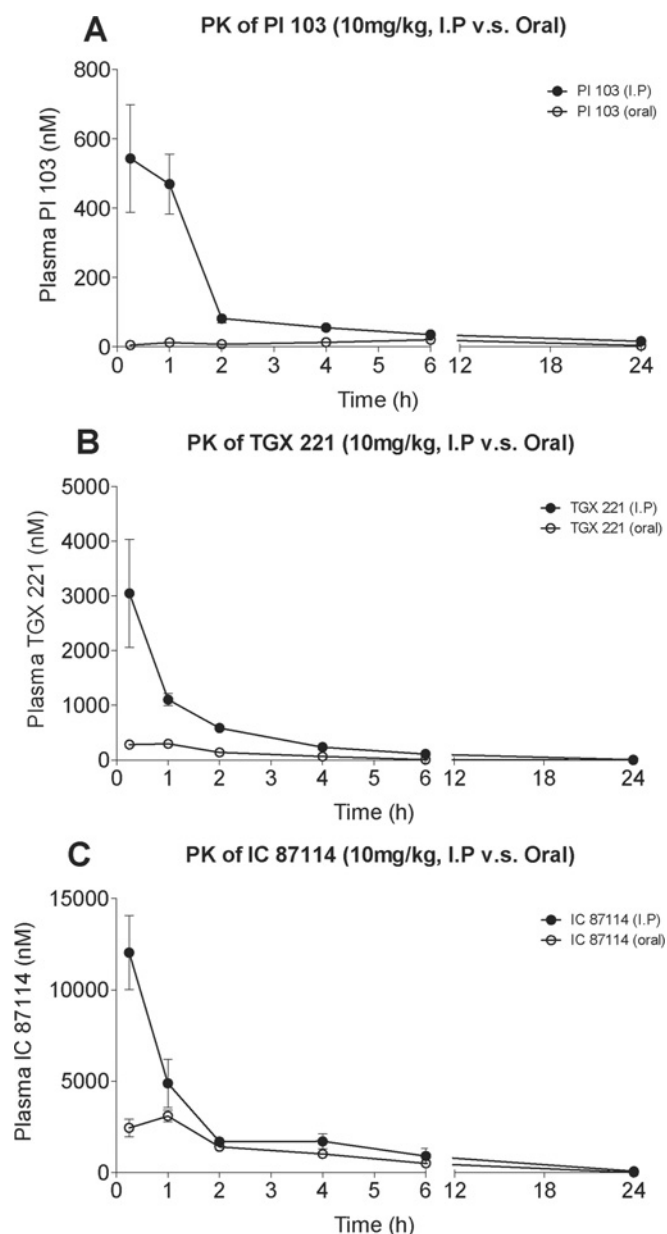 A
PK of PI 103 (10mg/kg, I.P v.s. Oral)
800
600
400
200
0
Plasma PI 103 (nM)
PI 103 (I.P)
PI 103 (oral)
0 1 2 3 4 5 6 12 18 24
Time (h)
B
PK of TGX 221 (10mg/kg, I.P v.s. Oral)
5000
4000
3000
2000
1000
0
Plasma TGX 221 (nM)
TGX 221 (I.P)
TGX 221 (oral)
0 1 2 3 4 5 6 12 18 24
Time (h)
C
PK of IC 87114 (10mg/kg, I.P v.s. Oral)
15000
10000
5000
0
Plasma IC 87114 (nM)
IC 87114 (I.P)
IC 87114 (oral)
0 1 2 3 4 5 6 12 18 24
Time (h)